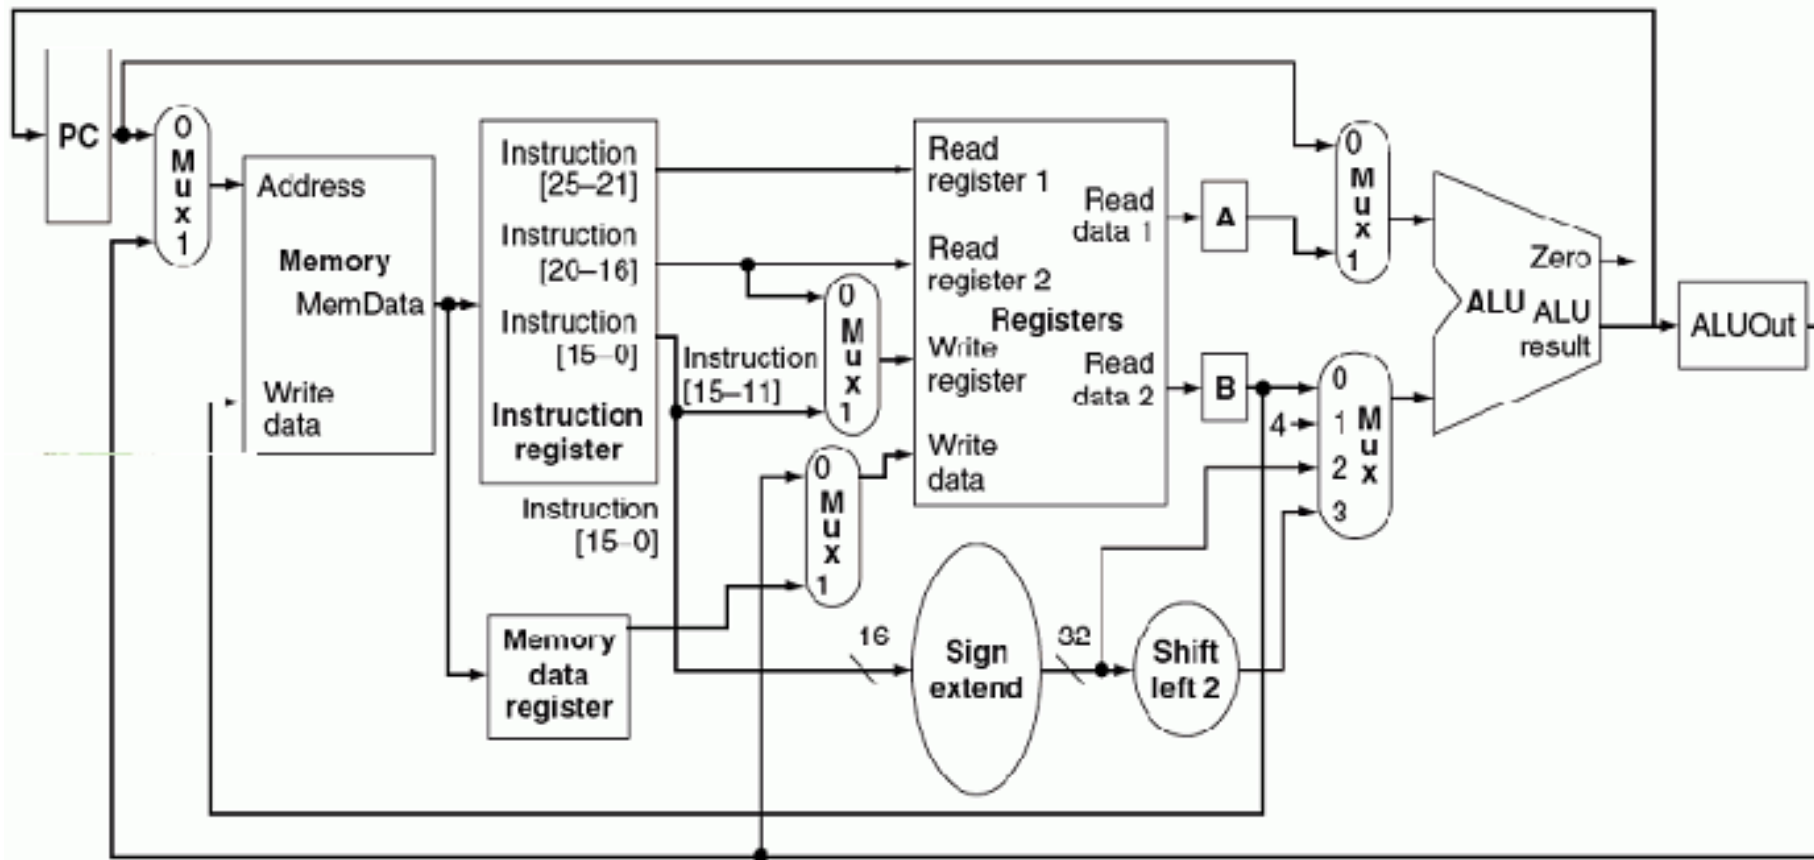 PC
0
M
u
x
1
Address
Memory
MemData
Write
data
Instruction
[25–21]
Instruction
[20–16]
Instruction
[15–0]
Instruction
register
Instruction
[15–0]
Memory
data
register
Instruction
[15–11]
0
M
u
x
1
0
M
u
x
1
Read
register 1
Read
register 2
Registers
Write
register
Write
data
Read
data 1
Read
data 2
16
Sign
extend
32
Shift
left 2
A
B
4
0
M
u
x
1
0
1
2
3
M
u
x
Zero
ALU
ALU
result
ALUOut